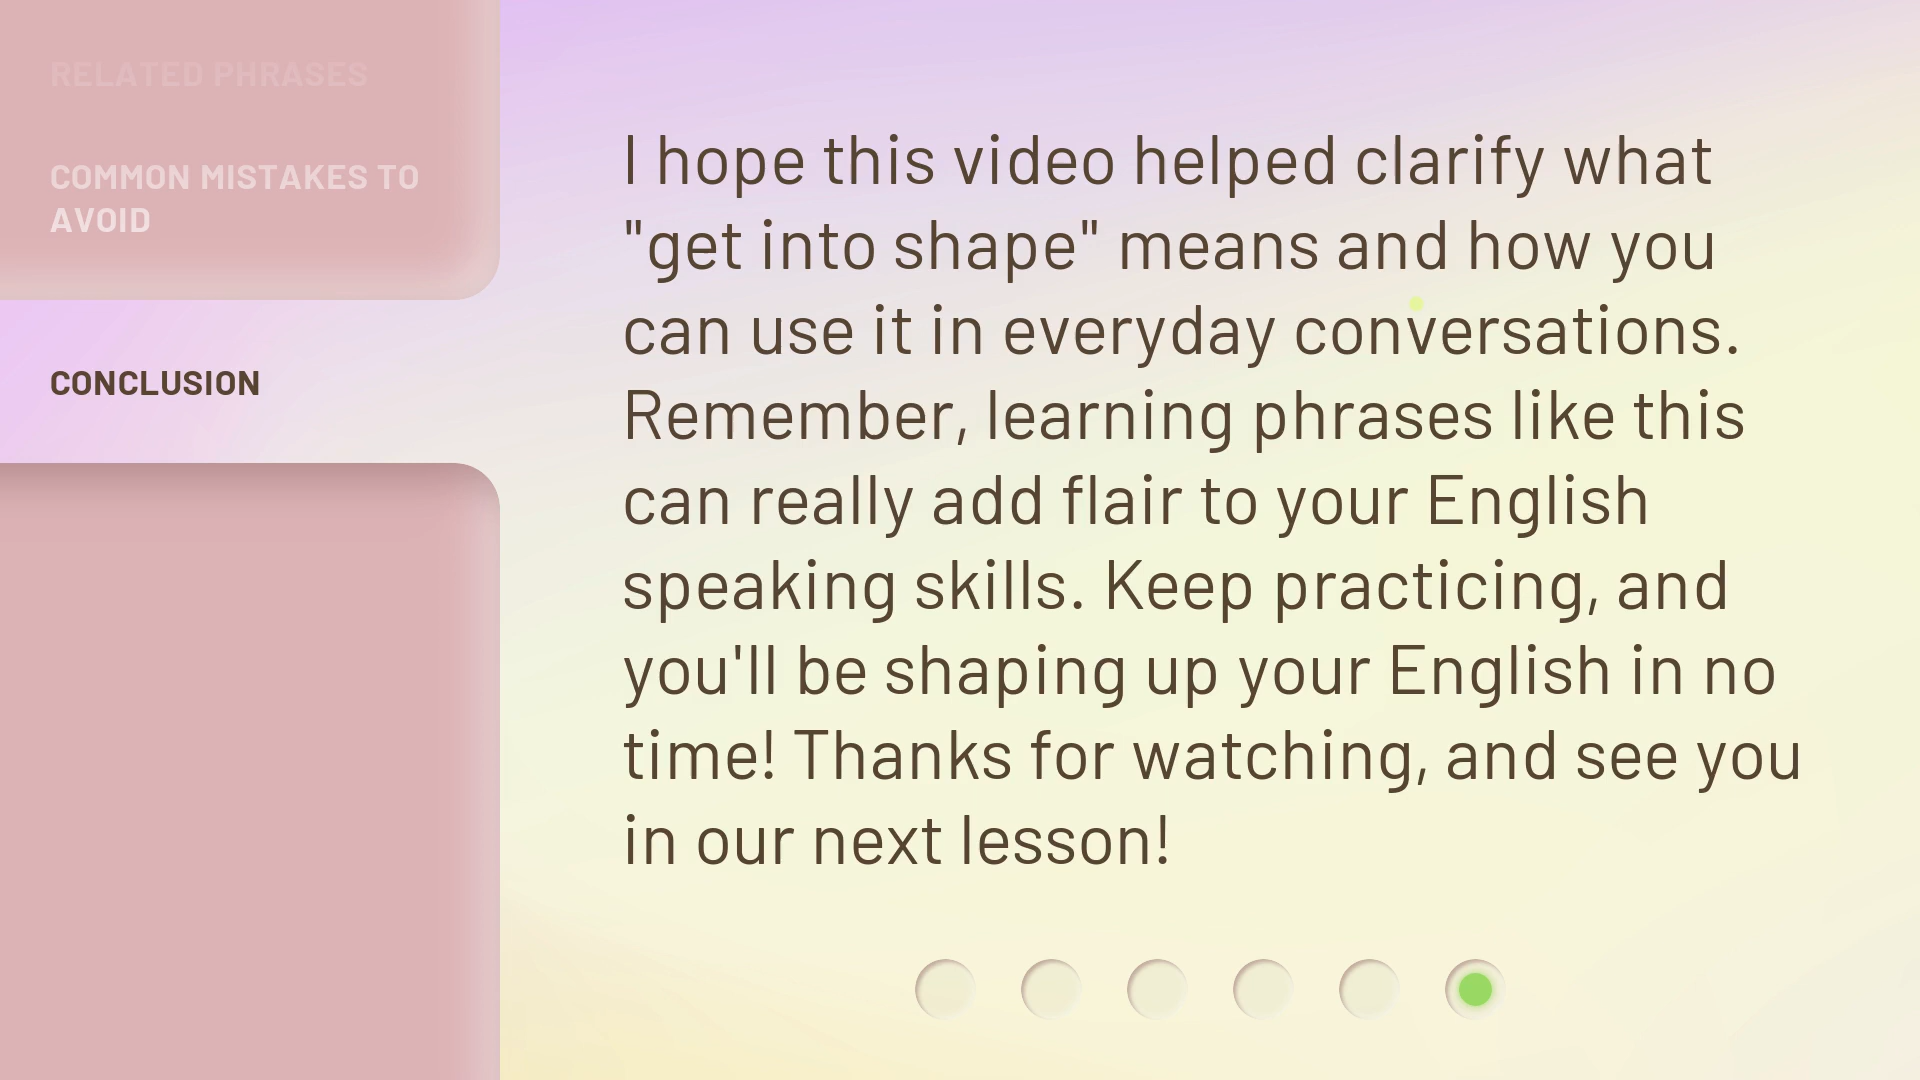 RELATED PHRASES
COMMON MISTAKES TO
AVOID
CONCLUSION
I hope this video helped clarify what
"get into shape" means and how you
can use it in everyday conversations.
Remember, learning phrases like this
can really add flair to your English
speaking skills. Keep practicing, and
you'll be shaping up your English in no
time! Thanks for watching, and see you
in our next lesson!